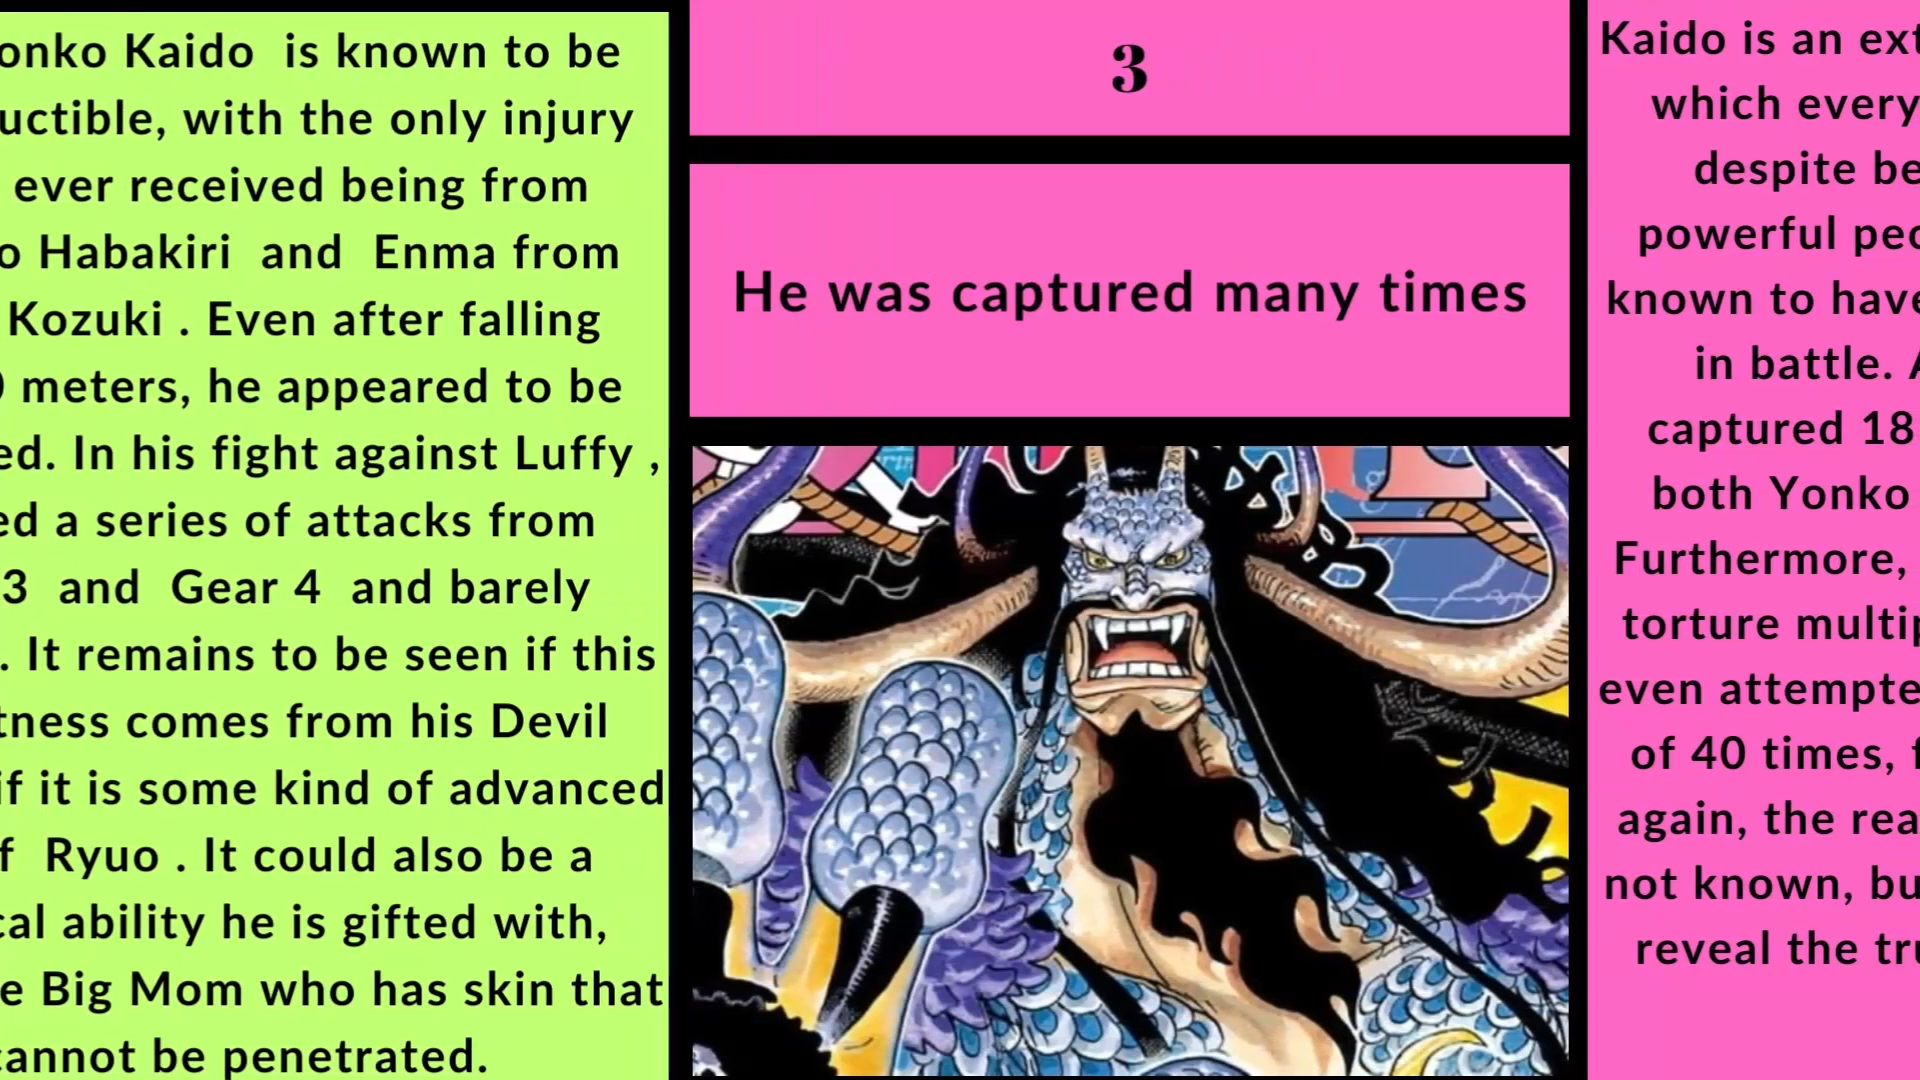 onko Kaido is known to be
uctible, with the only injury
ever received being from
o Habakiri and Enma from
Kozuki . Even after falling
0 meters, he appeared to be
ed. In his fight against Luffy ,
ed a series of attacks from
3 and Gear 4 and barely
. It remains to be seen if this
tness comes from his Devil
if it is some kind of advanced
f Ryuo . It could also be a
cal ability he is gifted with,
e Big Mom who has skin that
cannot be penetrated.
3
He was captured many times
Kaido is an ext
which every
despite be
powerful peo
known to have
in battle. A
captured 18
both Yonko
Furthermore,
torture multip
even attempte
of 40 times, f
again, the rea
not known, bu
reveal the tru